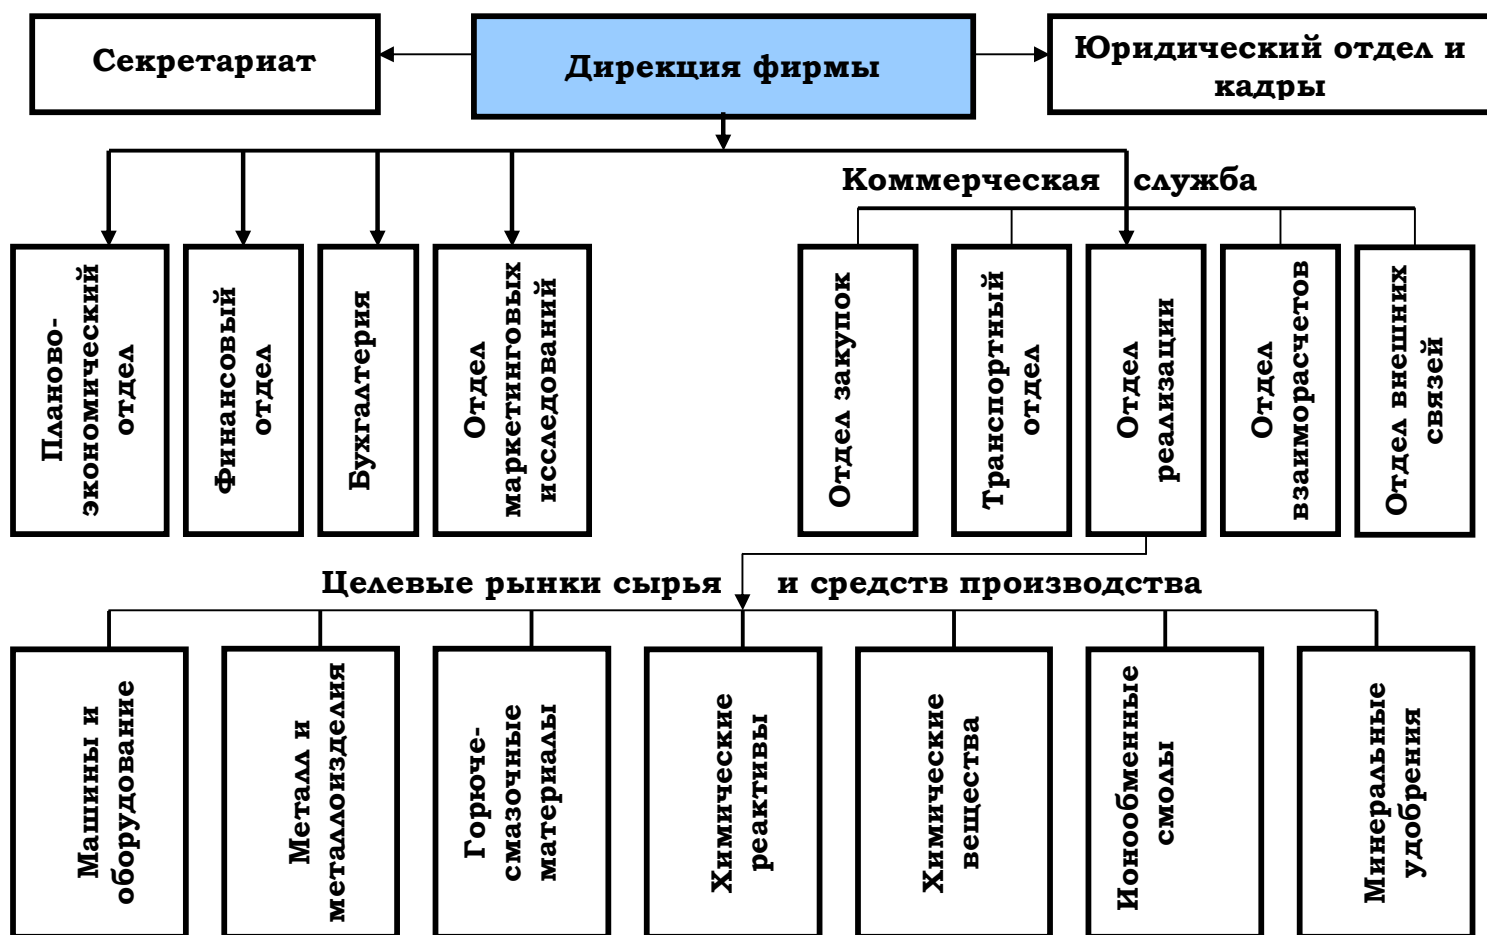 Секретариат
Дирекция фирмы
Юридический отдел и
кадры
Коммерческая служба
Планово-
экономический
отдел
Финансовый
отдел
Бухгалтерия
Отдел
маркетинговых
исследований
Отдел закупок
Транспортный
отдел
Отдел
реализации
Отдел
взаиморасчетов
Отдел внешних
связей
Целевые рынки сырья и средств производства
Машины и
оборудование
Металл и
металлоизделия
Горюче-
смазочные
материалы
Химические
реактивы
Химические
вещества
Ионообменные
смолы
Минеральные
удобрения